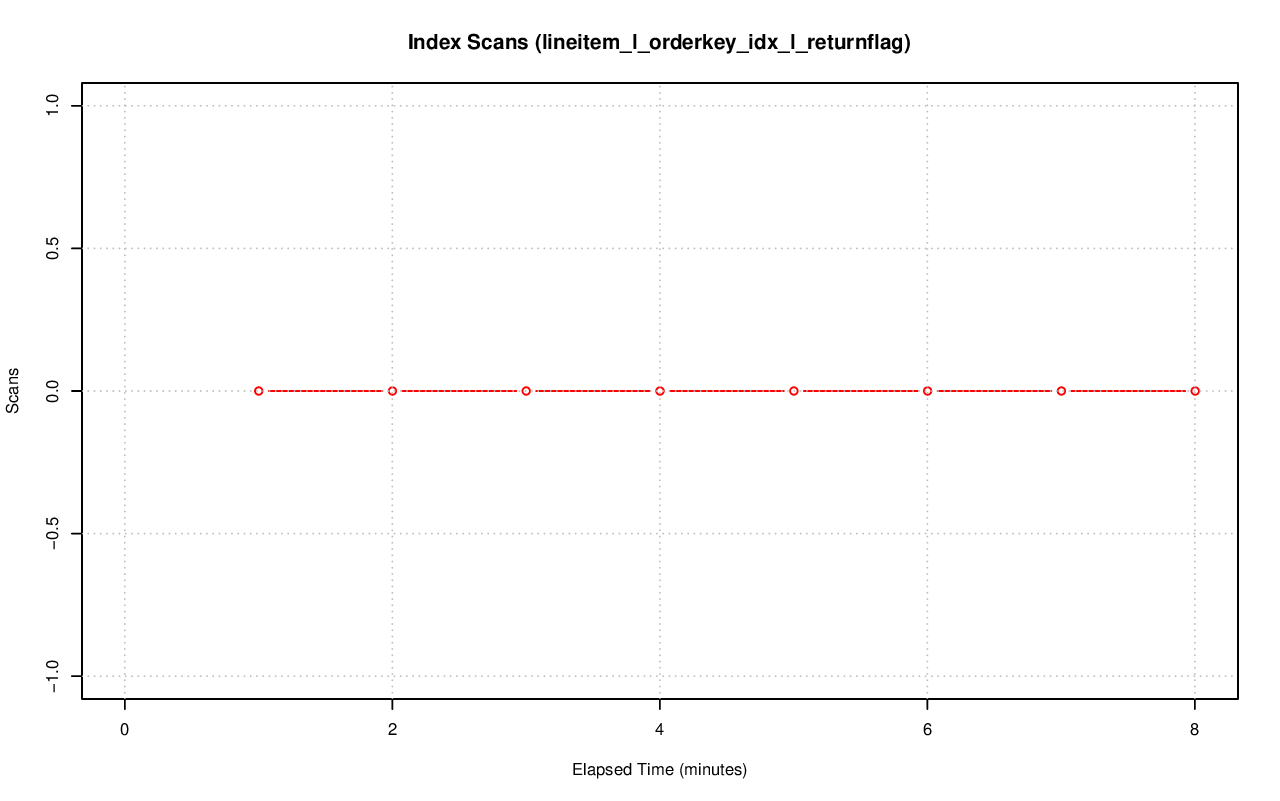 Index Scans (lineitem_l_orderkey_idx_l_returnflag)
1.0
0.5
0.0
−0.5
−1.0
Scans
0 2 4 6 8
Elapsed Time (minutes)